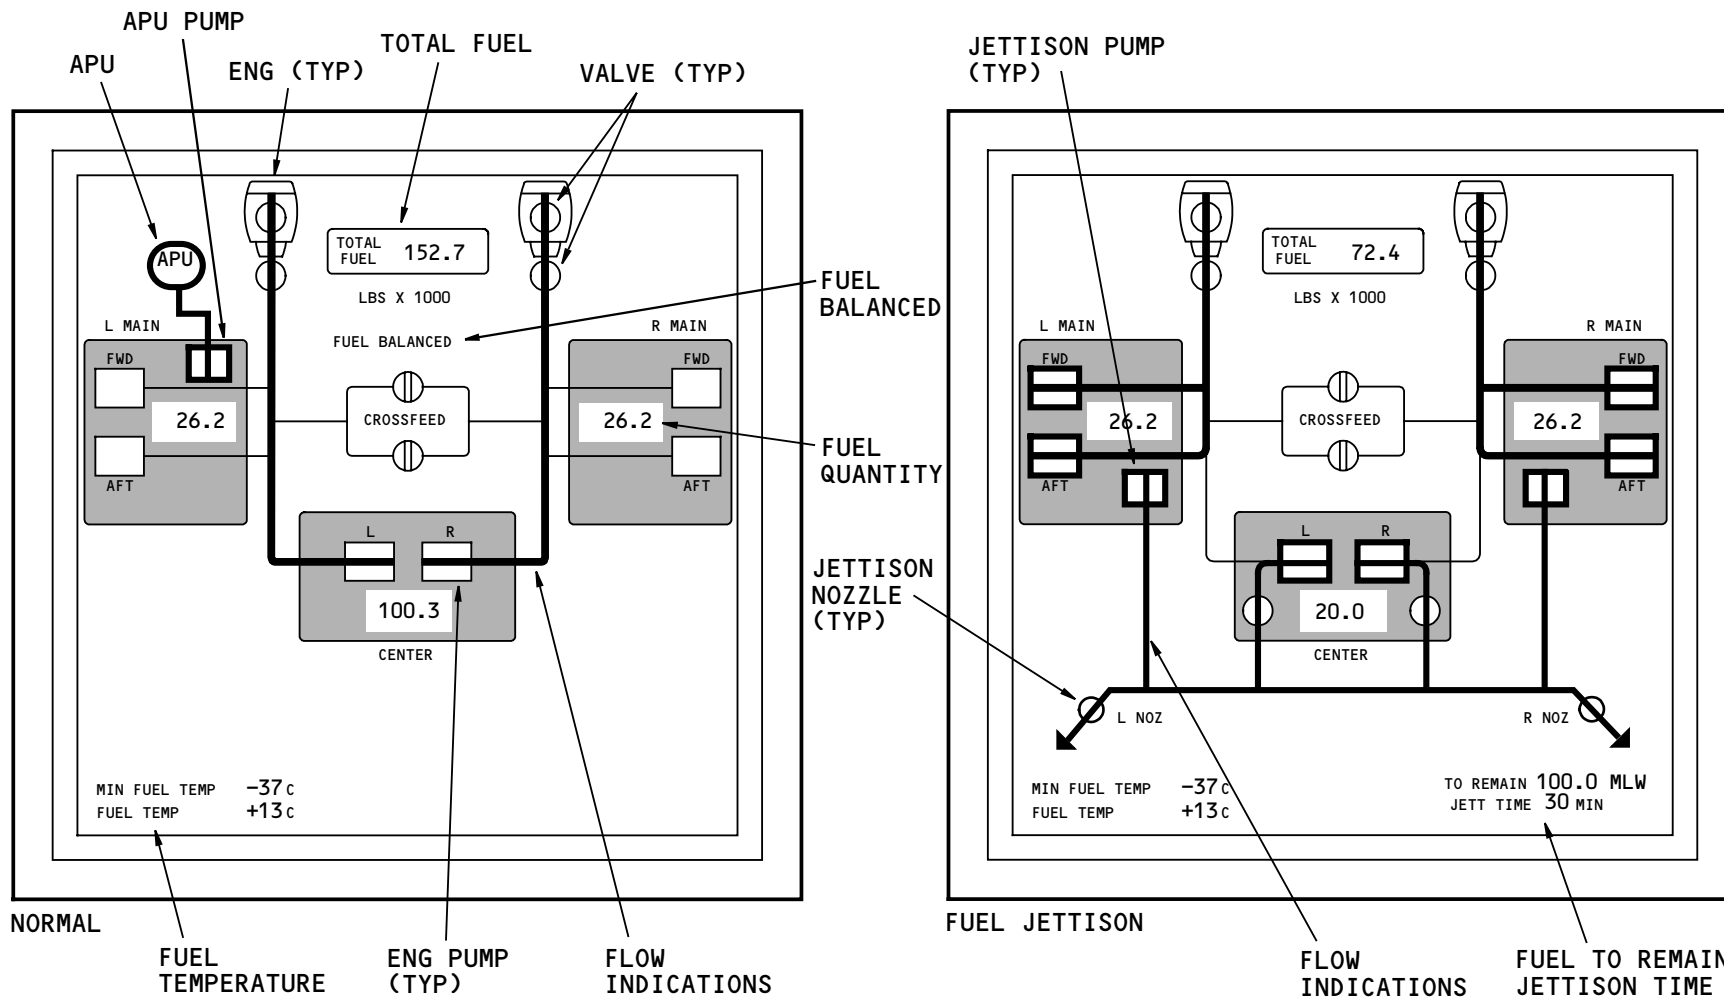 APU PUMP
APU
ENG (TYP)
TOTAL FUEL
VALVE (TYP)
APU
TOTAL
FUEL 152.7
LBS X 1000
FUEL BALANCED
FUEL
BALANCED
L MAIN
R MAIN
FWD
FWD
26.2
CROSSFEED
26.2
AFT
AFT
FUEL
QUANTITY
L R
100.3
CENTER
MIN FUEL TEMP -37C
FUEL TEMP +13C
NORMAL
FUEL
TEMPERATURE
ENG PUMP
(TYP)
FLOW
INDICATIONS
JETTISON PUMP
(TYP)
TOTAL
FUEL 72.4
LBS X 1000
L MAIN
R MAIN
FWD
FWD
26.2
CROSSFEED
26.2
AFT
AFT
L R
20.0
CENTER
JETTISON
NOZZLE
(TYP)
L NOZ
R NOZ
MIN FUEL TEMP -37C
FUEL TEMP +13C
TO REMAIN 100.0 MLW
JETT TIME 30 MIN
FUEL JETTISON
FLOW
INDICATIONS
FUEL TO REMAIN
JETTISON TIME